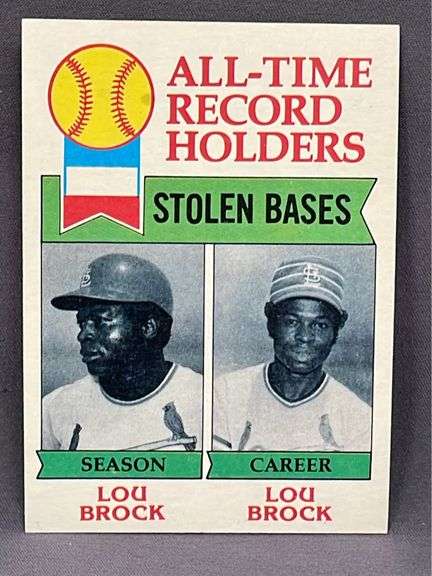 ALL-TIME
RECORD
HOLDERS
STOLEN BASES
SEASON
CAREER
LOU
BROCK
LOU
BROCK